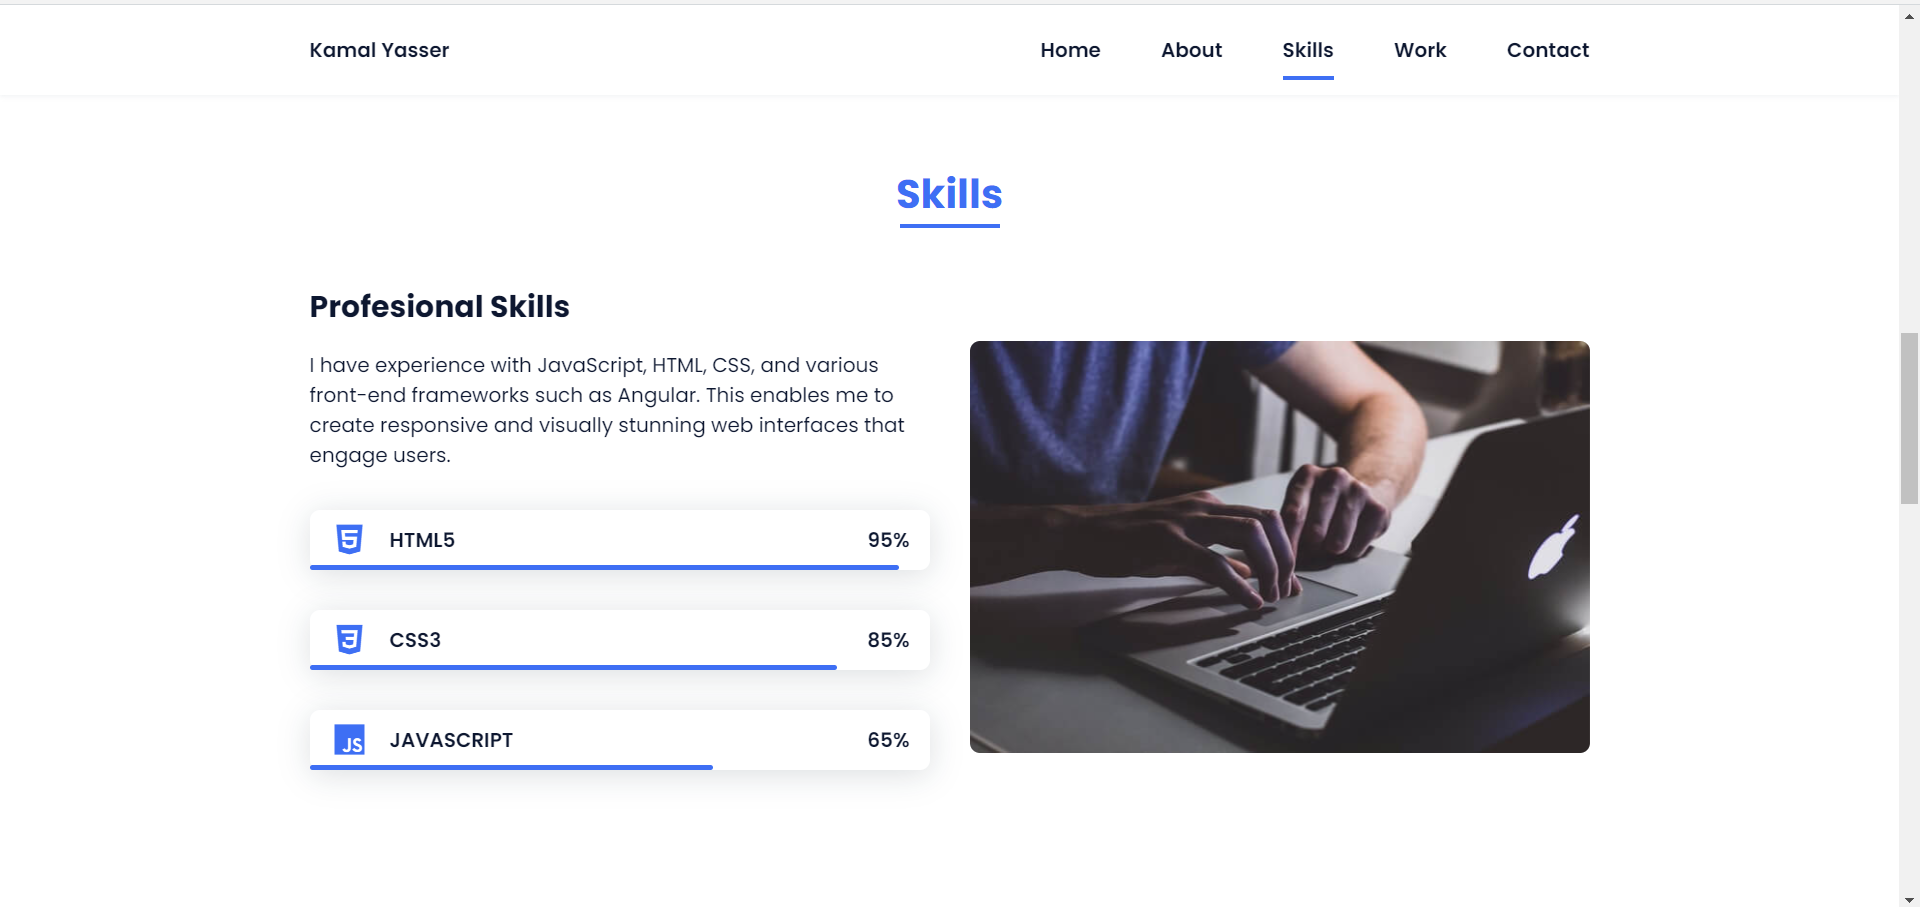 Kamal Yasser
Home About Skills Work Contact
Skills
Profesional Skills
I have experience with JavaScript, HTML, CSS, and various
front-end frameworks such as Angular. This enables me to
create responsive and visually stunning web interfaces that
engage users.
5 HTML5 95%
3 CSS3 85%
JS JAVASCRIPT 65%